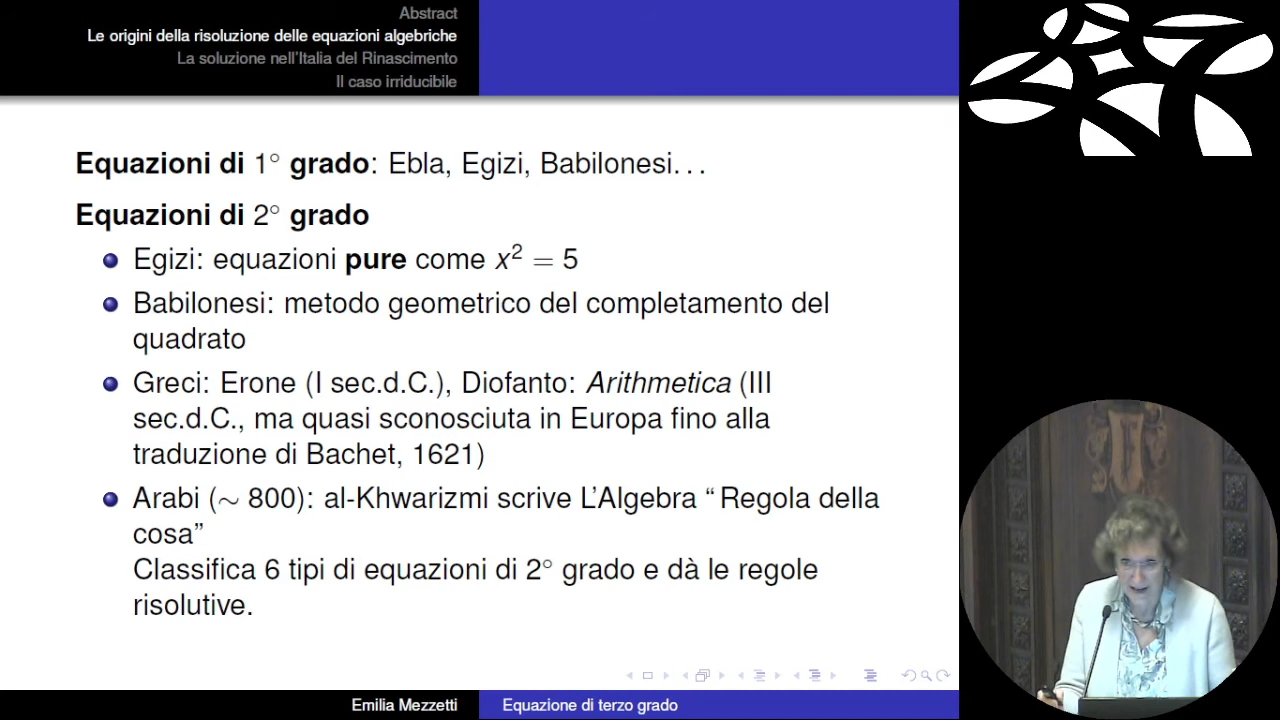 Abstract
Le origini della risoluzione delle equazioni algebriche
La soluzione nell'Italia del Rinascimento
Il caso irriducibile
Equazioni di 1° grado: Ebla, Egizi, Babilonesi...
Equazioni di 2° grado
Egizi: equazioni pure come x² = 5
Babilonesi: metodo geometrico del completamento del
quadrato
Greci: Erone (I sec.d.C.), Diofanto: Arithmetica (III
sec.d.C., ma quasi sconosciuta in Europa fino alla
traduzione di Bachet, 1621)
Arabi (∼ 800): al-Khwarizmi scrive L'Algebra “Regola della
cosa”
Classifica 6 tipi di equazioni di 2° grado e dà le regole
risolutive.
Emilia Mezzetti
Equazione di terzo grado